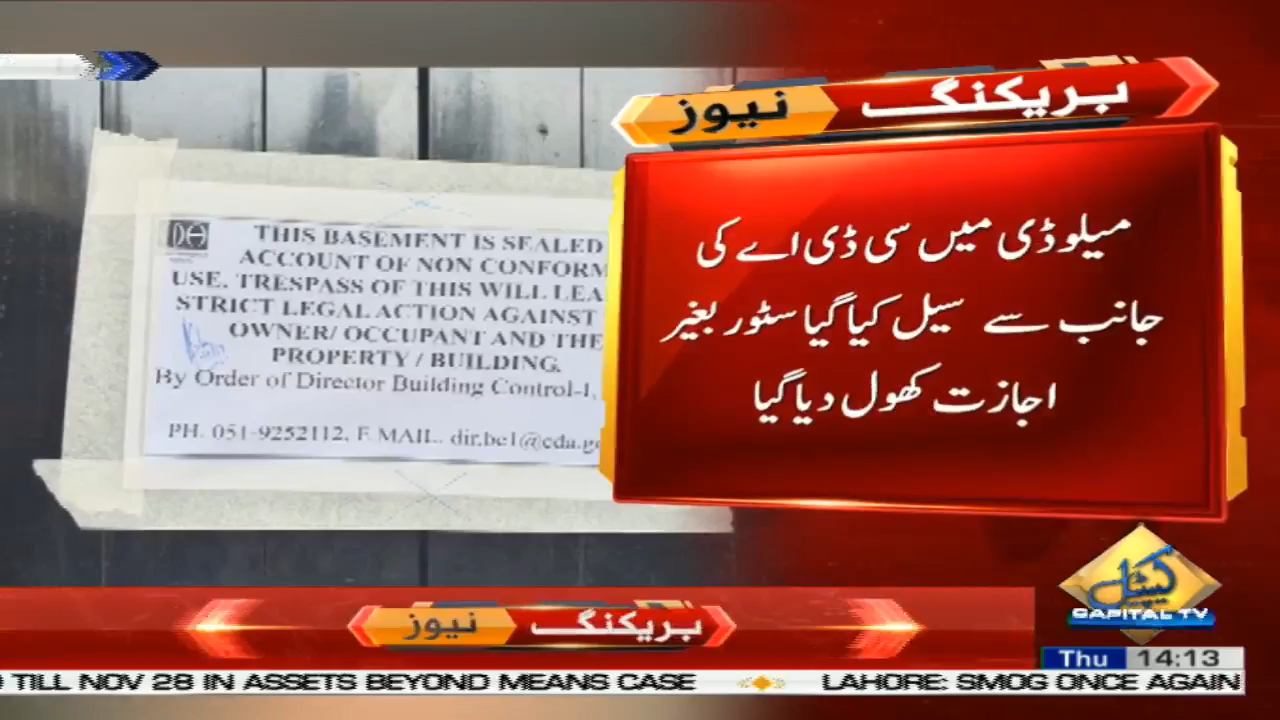 بریکنگ نیوز
میلوڈی میں سی ڈی اے کی
جانب سے سیل کیا گیا سٹور بغیر
اجازت کھول دیا گیا
THIS BASEMENT IS SEALED
ACCOUNT OF NON CONFORM
USE. TRESPASS OF THIS WILL LEA
STRICT LEGAL ACTION AGAINST
OWNER/ OCCUPANT AND THE
PROPERTY / BUILDING.
By Order of Director Building Control-1,
PH. 051-9252112, E MAIL. dir.bc1@cda.go
بریکنگ نیوز
کیپٹل
CAPITAL TV
Thu 14:13
TILL NOV 28 IN ASSETS BEYOND MEANS CASE LAHORE: SMOG ONCE AGAIN